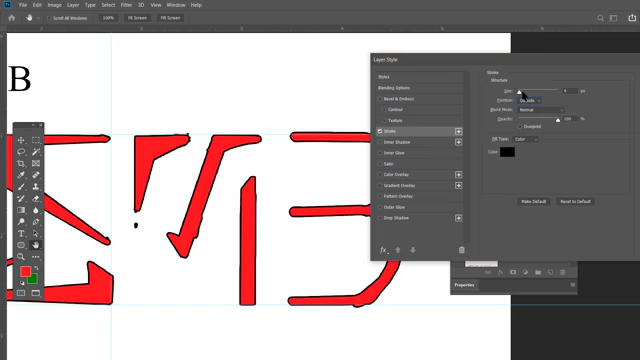 Ps File Edit Image Layer Type Select Filter 3D View Window Help
Scroll All Windows 100% Fit Screen Fill Screen
B
Layer Style
Styles
Blending Options
Bevel & Emboss
Contour
Texture
Stroke
Inner Shadow
Inner Glow
Satin
Color Overlay
Gradient Overlay
Pattern Overlay
Outer Glow
Drop Shadow
fx
Stroke
Structure
Size: px
Position: Outside
Blend Mode: Normal
Opacity: 100 %
Overprint
Fill Type: Color
Color:
Make Default Reset to Default
Properties